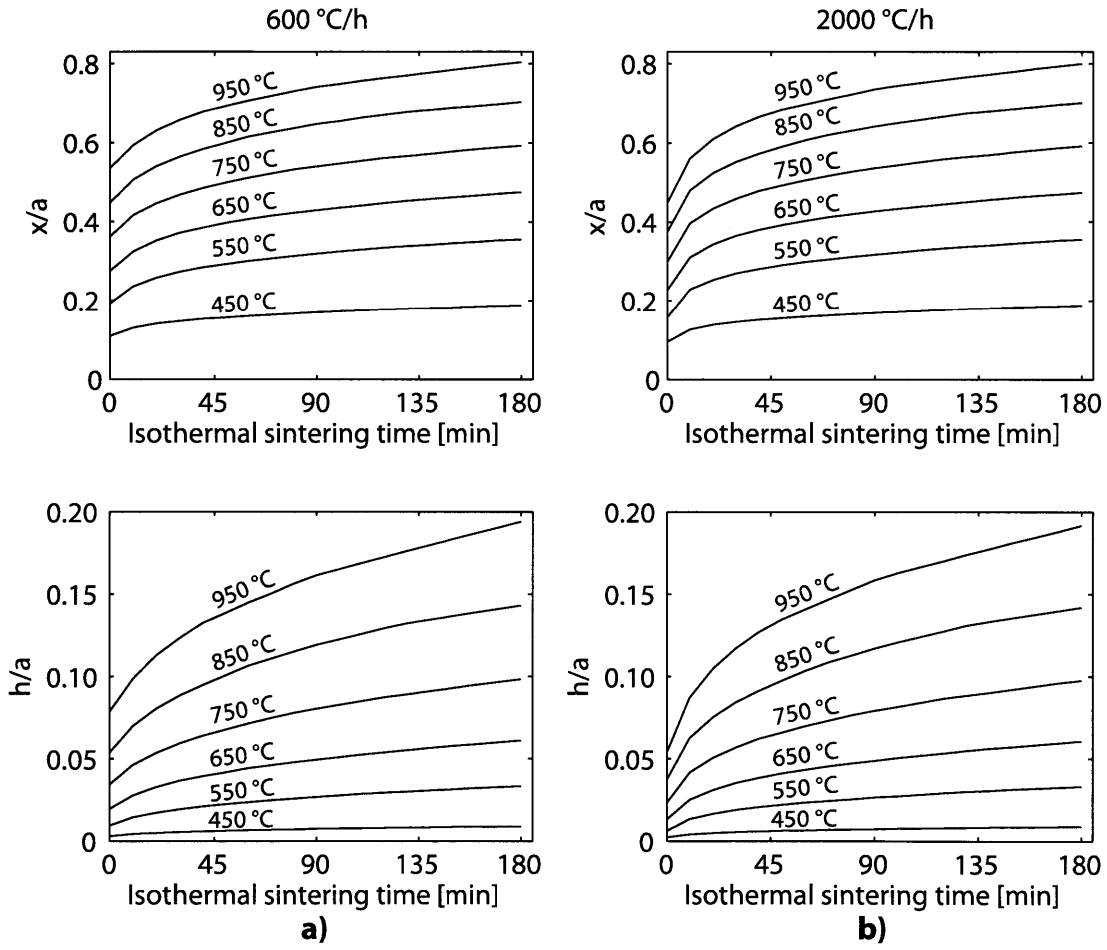 600 °C/h
2000 °C/h
0.8
0.6
0.4
0.2
0
x/a
950 °C
850 °C
750 °C
650 °C
550 °C
450 °C
0 45 90 135 180
Isothermal sintering time [min]
0.8
0.6
0.4
0.2
0
x/a
950 °C
850 °C
750 °C
650 °C
550 °C
450 °C
0 45 90 135 180
Isothermal sintering time [min]
0.20
0.15
0.10
0.05
0
h/a
950 °C
850 °C
750 °C
650 °C
550 °C
450 °C
0 45 90 135 180
Isothermal sintering time [min]
a)
0.20
0.15
0.10
0.05
0
h/a
950 °C
850 °C
750 °C
650 °C
550 °C
450 °C
0 45 90 135 180
Isothermal sintering time [min]
b)